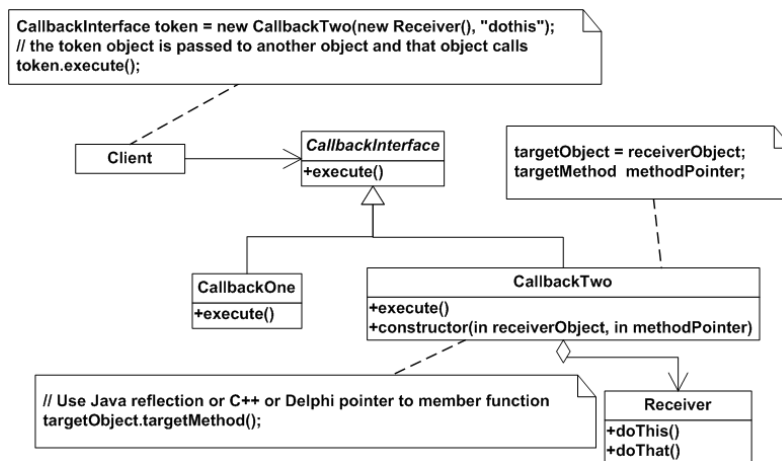 CallbackInterface token = new CallbackTwo(new Receiver(), "dothis");
// the token object is passed to another object and that object calls
token.execute();
Client
CallbackInterface
+execute()
targetObject = receiverObject;
targetMethod methodPointer;
CallbackOne
+execute()
CallbackTwo
+execute()
+constructor(in receiverObject, in methodPointer)
// Use Java reflection or C++ or Delphi pointer to member function
targetObject.targetMethod();
Receiver
+doThis()
+doThat()